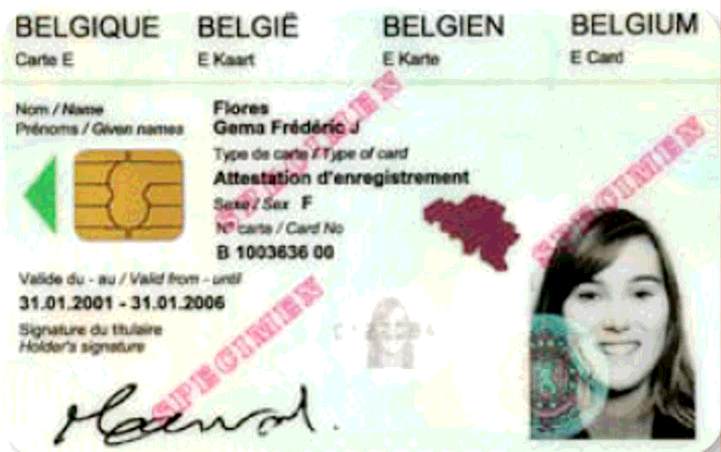 BELGIQUE BELGIË BELGIEN BELGIUM
Carte E E Kaart E Karte E Card
Nom / Name Flores
Prénoms / Given names Gema Frédéric J
Type de carte / Type of card
Attestation d'enregistrement
Sexe / Sex F
N° carte / Card No
B 1003636 00
Valide du - au / Valid from - until
31.01.2001 - 31.01.2006
Signature du titulaire
Holder's signature
SPECIMEN
SPECIMEN
SPECIMEN